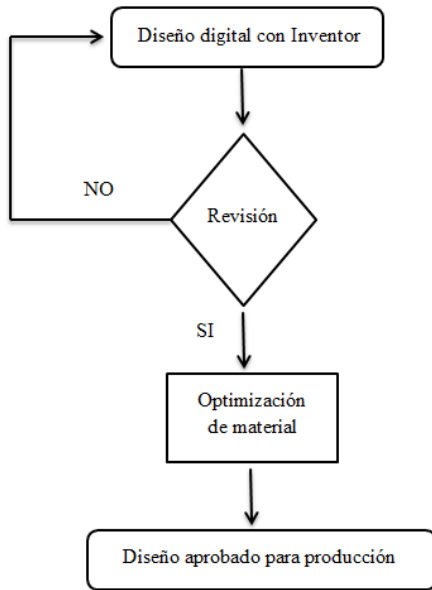 Diseño digital con Inventor
NO
Revisión
SI
Optimización
de material
Diseño aprobado para producción